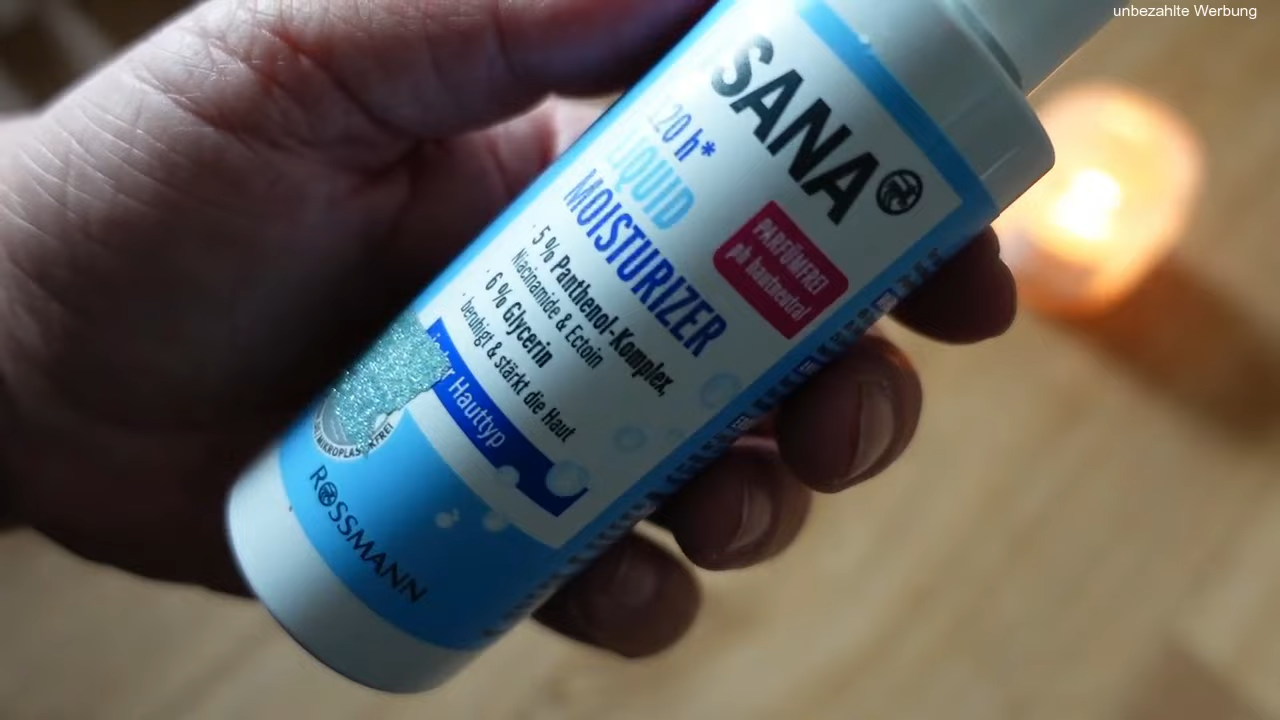 unbezahlte Werbung
SANA
120 h*
LIQUID
MOISTURIZER
PARFÜMFREI
ph hautneutral
· 5 % Panthenol-Komplex,
Niacinamide & Ectoin
· 6 % Glycerin
· beruhigt & stärkt die Haut
Hauttyp
ROSSMANN